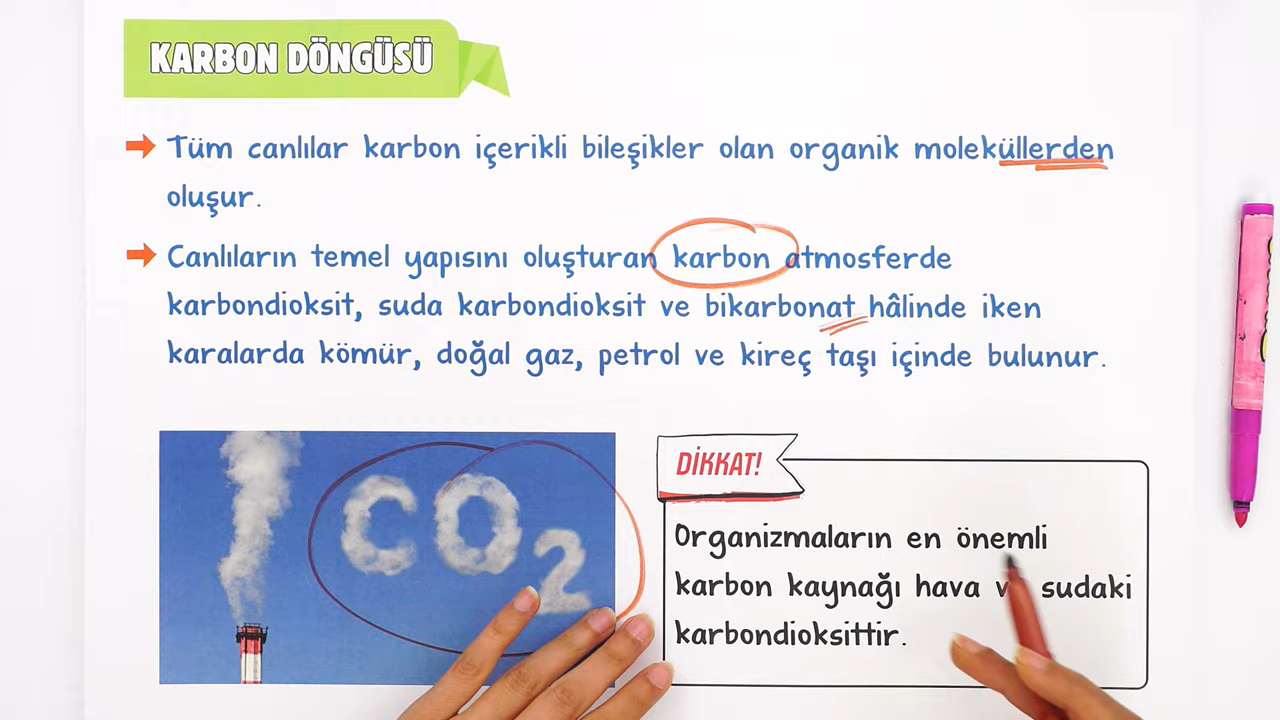 KARBON DÖNGÜSÜ
Tüm canlılar karbon içerikli bileşikler olan organik moleküllerden
oluşur.
Canlıların temel yapısını oluşturan karbon atmosferde
karbondioksit, suda karbondioksit ve bikarbonat hâlinde iken
karalarda kömür, doğal gaz, petrol ve kireç taşı içinde bulunur.
CO2
DİKKAT!
Organizmaların en önemli
karbon kaynağı hava sudaki
karbondioksittir.